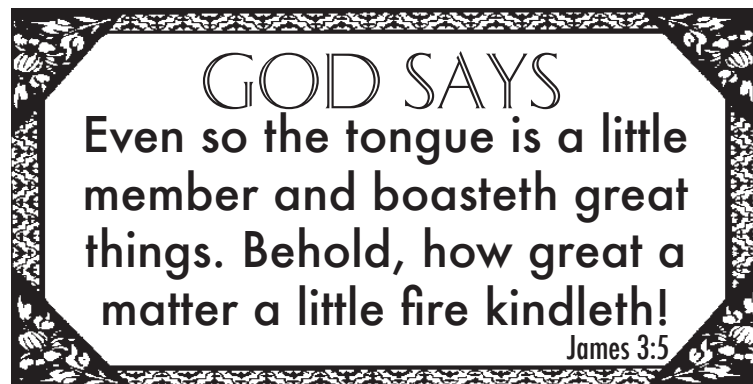 GOD SAYS
Even so the tongue is a little
member and boasteth great
things. Behold, how great a
matter a little fire kindleth!
James 3:5